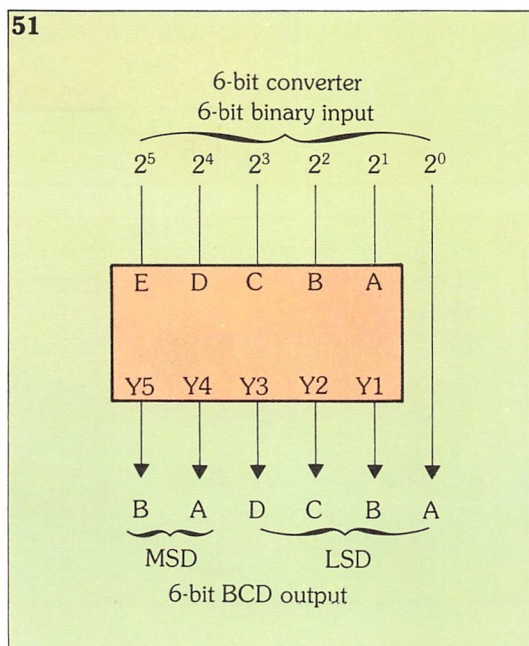 51
6-bit converter
6-bit binary input
2⁵ 2⁴ 2³ 2² 2¹ 2⁰
E D C B A
Y5 Y4 Y3 Y2 Y1
B A D C B A
MSD LSD
6-bit BCD output